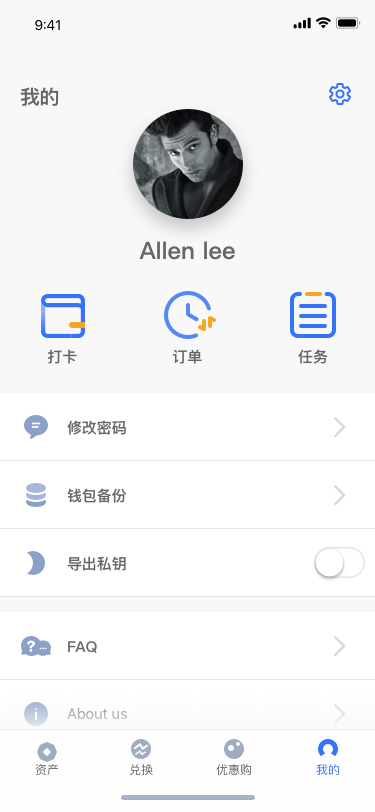 9:41
我的
Allen lee
打卡 订单 任务
修改密码
钱包备份
导出私钥
FAQ
About us
资产 兑换 优惠购 我的